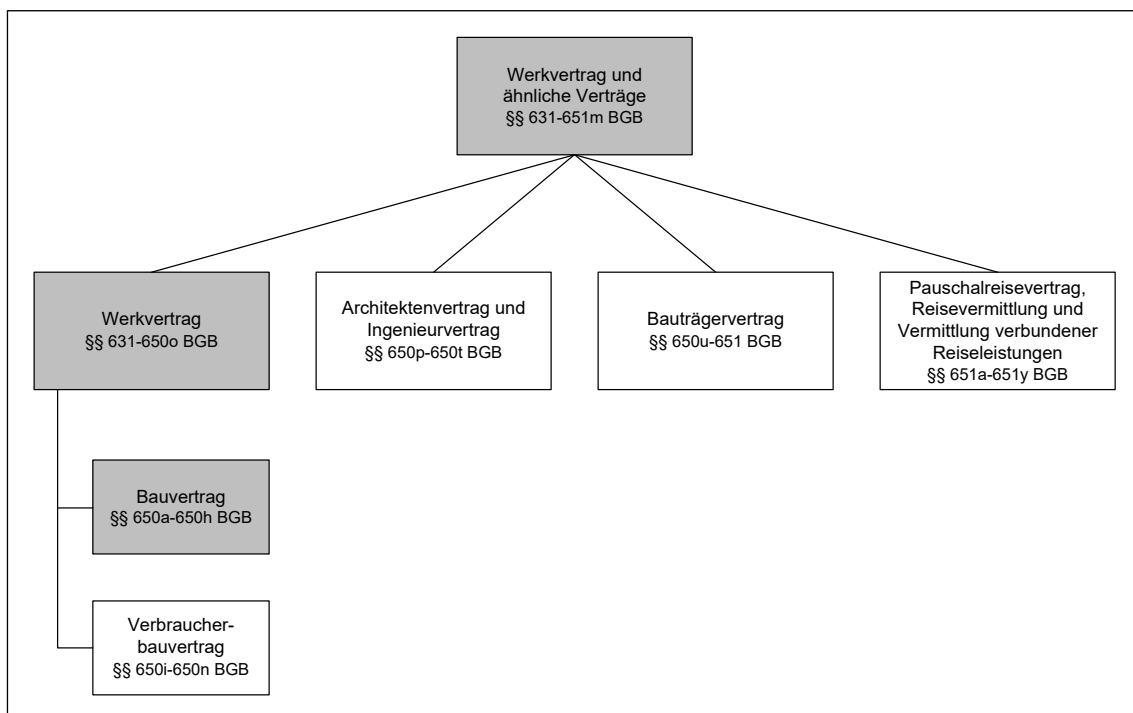 Werkvertrag und
ähnliche Verträge
§§ 631-651m BGB
Werkvertrag
§§ 631-650o BGB
Architektenvertrag und
Ingenieurvertrag
§§ 650p-650t BGB
Bauträgervertrag
§§ 650u-651 BGB
Pauschalreisevertrag,
Reisevermittlung und
Vermittlung verbundener
Reiseleistungen
§§ 651a-651y BGB
Bauvertrag
§§ 650a-650h BGB
Verbraucher-
bauvertrag
§§ 650i-650n BGB